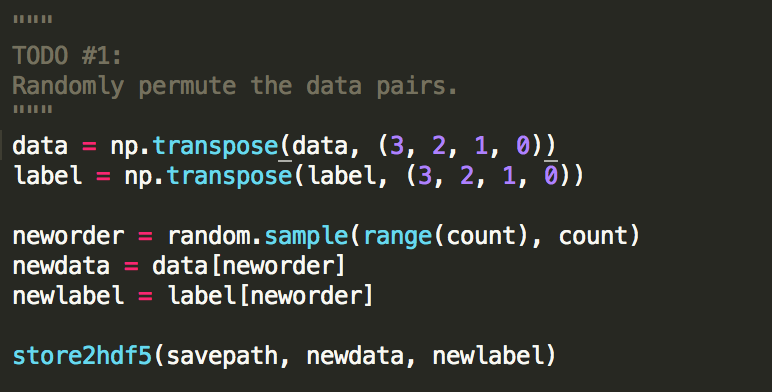 """
TODO #1:
Randomly permute the data pairs.
"""
data = np.transpose(data, (3, 2, 1, 0))
label = np.transpose(label, (3, 2, 1, 0))
neworder = random.sample(range(count), count)
newdata = data[neworder]
newlabel = label[neworder]
store2hdf5(savepath, newdata, newlabel)